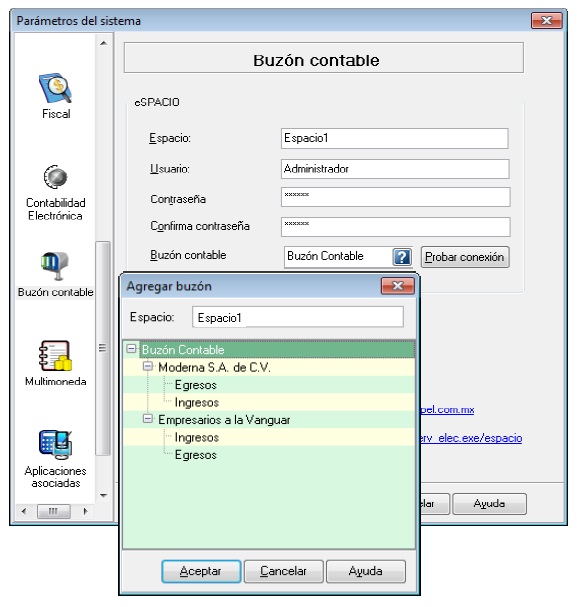 Parámetros del sistema
Buzón contable
Fiscal
Contabilidad
Electrónica
Buzón contable
Multimoneda
Aplicaciones
asociadas
eSPACIO
Espacio: Espacio1
Usuario: Administrador
Contraseña ******
Confirma contraseña ******
Buzón contable Buzón Contable ? Probar conexión
Agregar buzón
Espacio: Espacio1
Buzón Contable
Moderna S.A. de C.V.
Egresos
Ingresos
Empresarios a la Vanguar
Ingresos
Egresos
Aceptar Cancelar Ayuda
pel.com.mx
erv_elec.exe/espacio
elar Ayuda